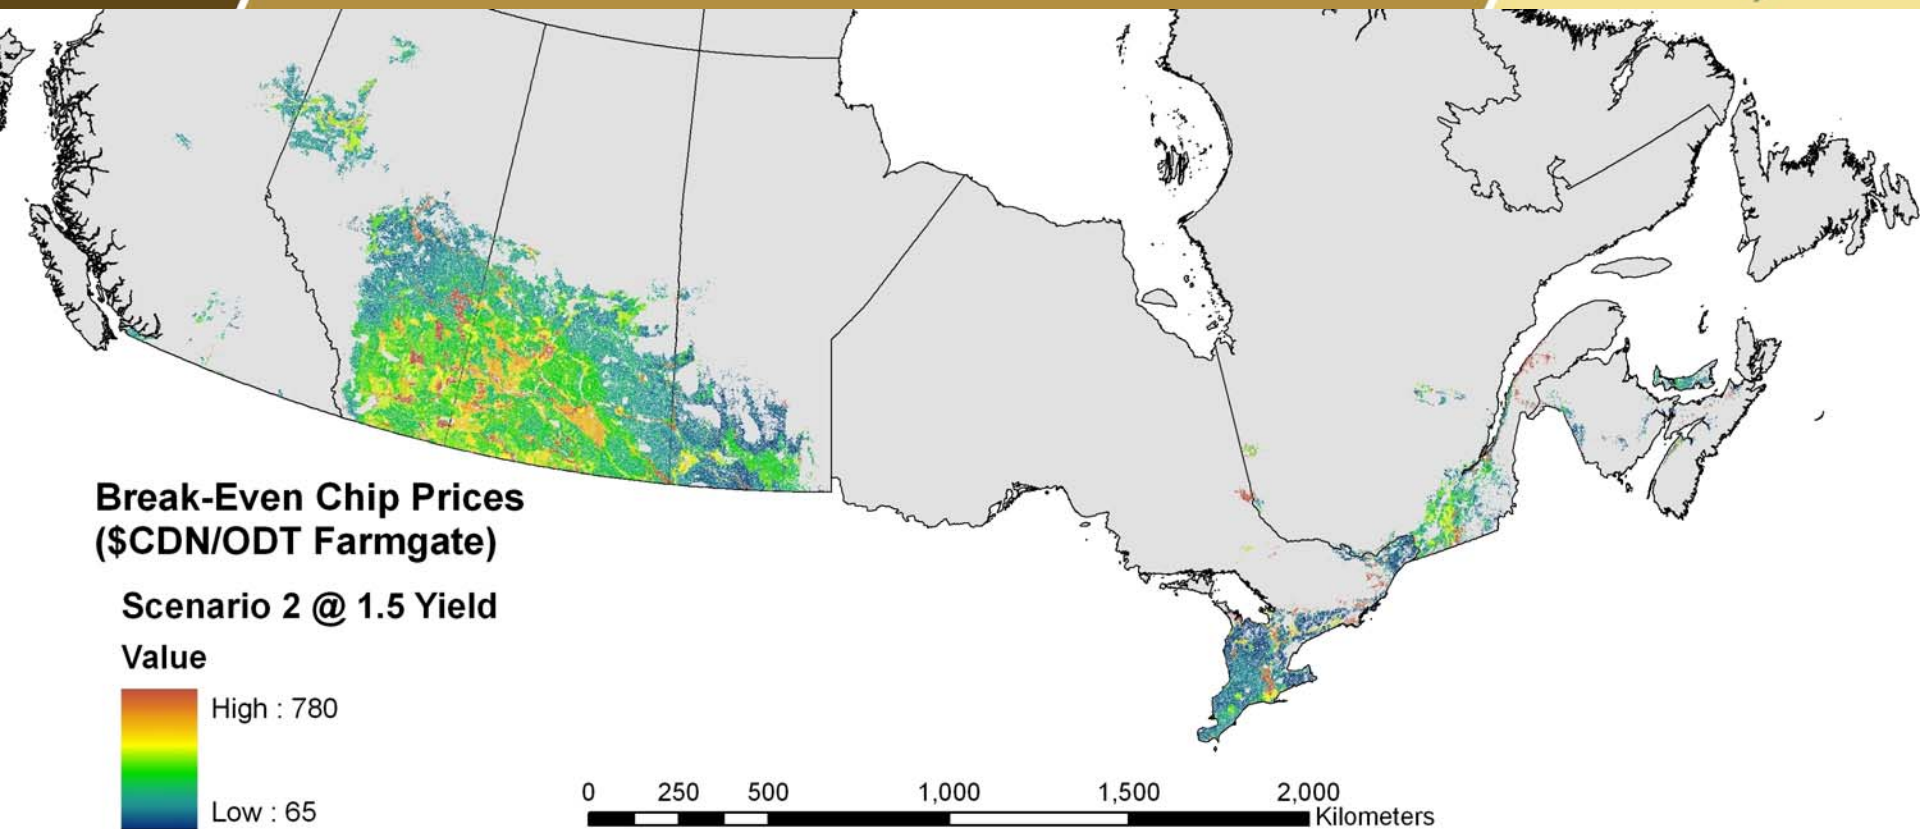 Break-Even Chip Prices
($CDN/ODT Farmgate)
Scenario 2 @ 1.5 Yield
Value
High : 780
Low : 65
0 250 500 1,000 1,500 2,000
Kilometers